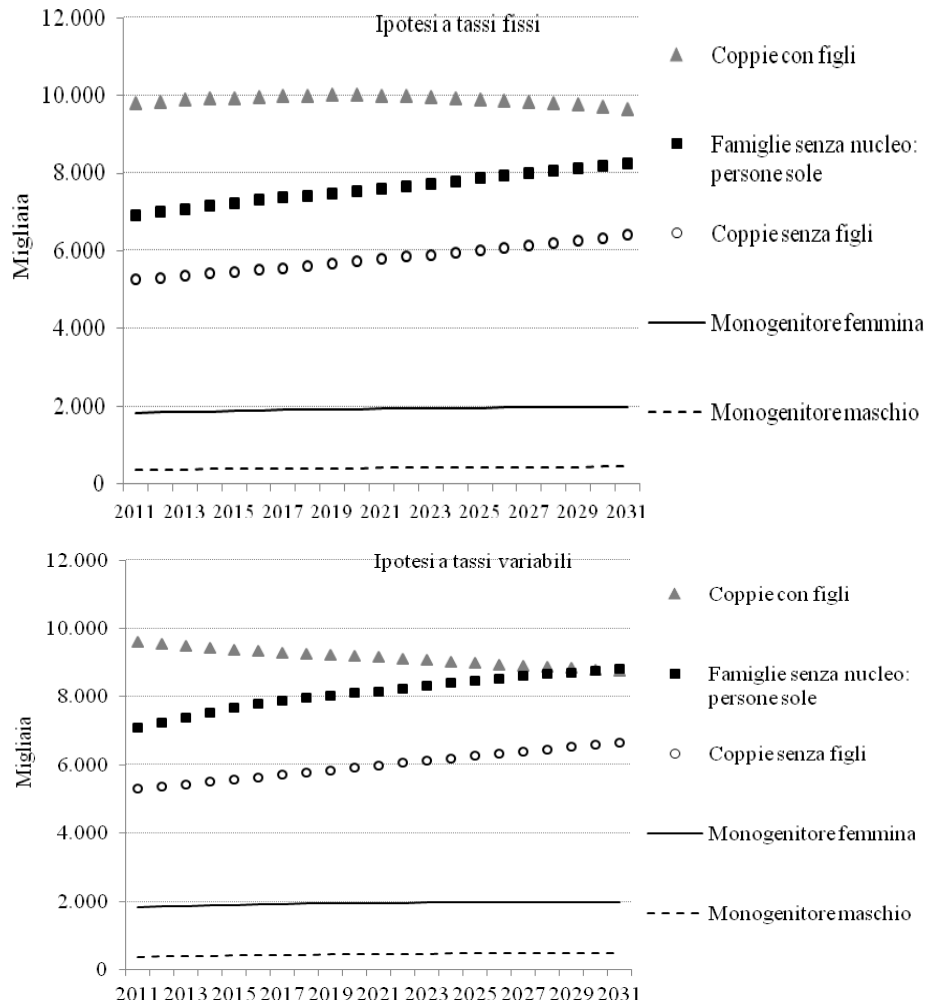 Ipotesi a tassi fissi
Migliaia
12.000
10.000
8.000
6.000
4.000
2.000
0
2011 2013 2015 2017 2019 2021 2023 2025 2027 2029 2031
Coppie con figli
Famiglie senza nucleo:
persone sole
Coppie senza figli
Monogenitore femmina
Monogenitore maschio
Ipotesi a tassi variabili
Migliaia
12.000
10.000
8.000
6.000
4.000
2.000
0
2011 2013 2015 2017 2019 2021 2023 2025 2027 2029 2031
Coppie con figli
Famiglie senza nucleo:
persone sole
Coppie senza figli
Monogenitore femmina
Monogenitore maschio